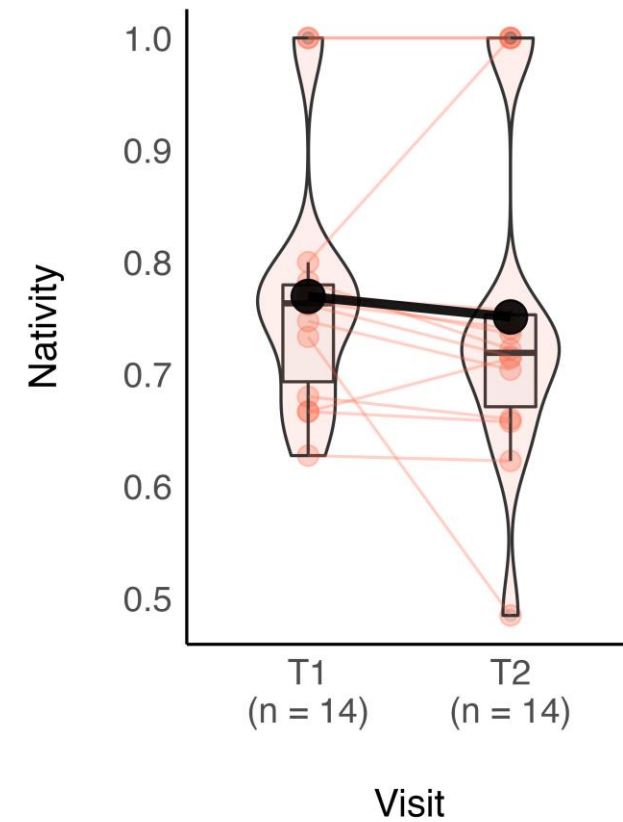 Nativity
1.0
0.9
0.8
0.7
0.6
0.5
T1 T2
(n = 14) (n = 14)
Visit